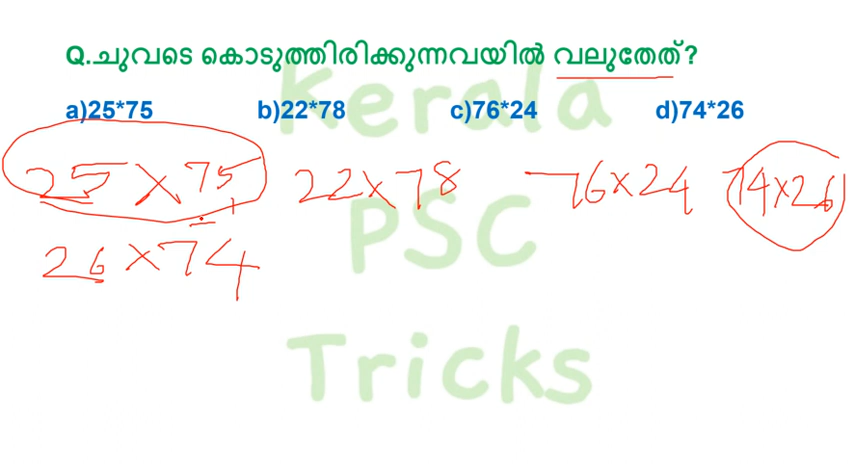 Q.ചുവടെ കൊടുത്തിരിക്കുന്നവയിൽ വലുതേത്?
a)25*75 b)22*78 c)76*24 d)74*26
25×75 22×78 76×24 74×26
26×74
Kerala
PSC
Tricks